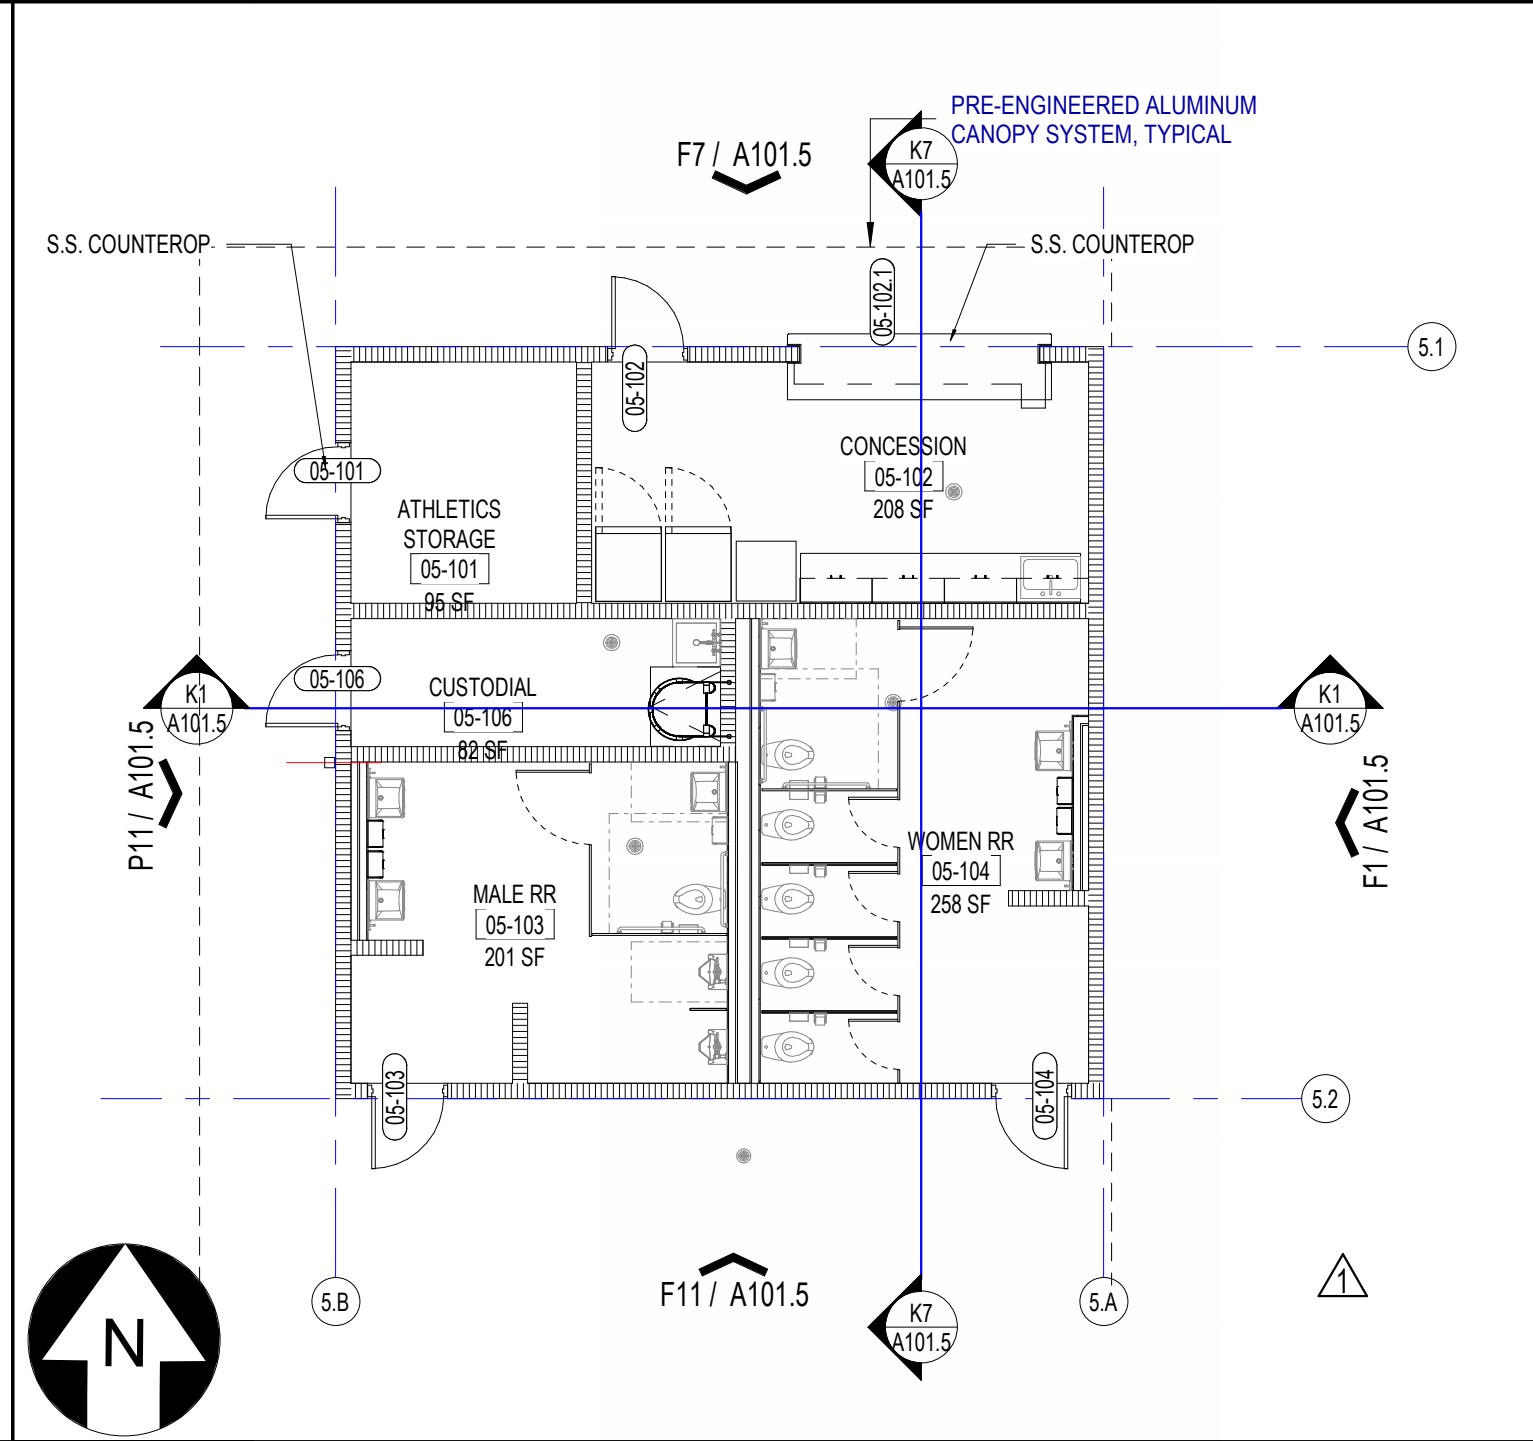 PRE-ENGINEERED ALUMINUM
CANOPY SYSTEM, TYPICAL
F7 / A101.5
K7
A101.5
S.S. COUNTEROP
S.S. COUNTEROP
05-102.1
5.1
05-102
CONCESSION
05-102
208 SF
05-101
ATHLETICS
STORAGE
05-101
95 SF
05-106
CUSTODIAL
05-106
82 SF
K1
A101.5
K1
A101.5
P11 / A101.5
F1 / A101.5
WOMEN RR
05-104
258 SF
MALE RR
05-103
201 SF
05-103
05-104
5.2
F11 / A101.5
5.B
K7
A101.5
5.A
1
N